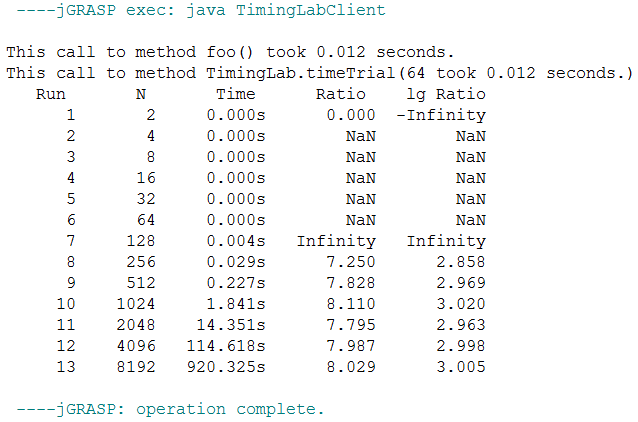 ----jGRASP exec: java TimingLabClient
This call to method foo() took 0.012 seconds.
This call to method TimingLab.timeTrial(64 took 0.012 seconds.)
Run N Time Ratio lg Ratio
1 2 0.000s 0.000 -Infinity
2 4 0.000s NaN NaN
3 8 0.000s NaN NaN
4 16 0.000s NaN NaN
5 32 0.000s NaN NaN
6 64 0.000s NaN NaN
7 128 0.004s Infinity Infinity
8 256 0.029s 7.250 2.858
9 512 0.227s 7.828 2.969
10 1024 1.841s 8.110 3.020
11 2048 14.351s 7.795 2.963
12 4096 114.618s 7.987 2.998
13 8192 920.325s 8.029 3.005
----jGRASP: operation complete.